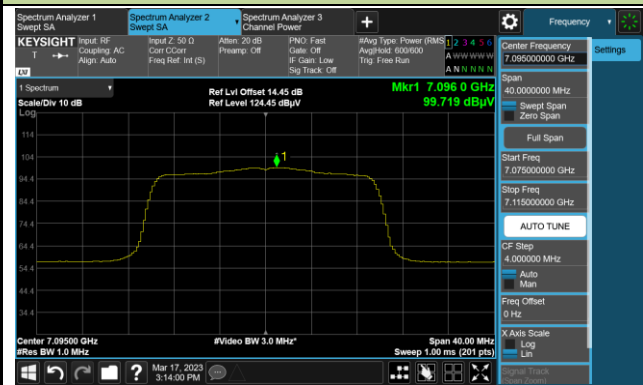 Spectrum Analyzer 1
Swept SA
Spectrum Analyzer 2
Swept SA
Spectrum Analyzer 3
Channel Power
Frequency
KEYSIGHT
Input: RF
Coupling: AC
Align: Auto
Input Z: 50 Ω
Corr CCorr
Freq Ref: Int (S)
Atten: 20 dB
Preamp: Off
PNO: Fast
Gate: Off
IF Gain: Low
Sig Track: Off
#Avg Type: Power (RMS
Avg|Hold: 600/600
Trig: Free Run
1 2 3 4 5 6
A W W W W W
A N N N N N
T
LXI
1 Spectrum
Scale/Div 10 dB
Log
Ref Lvl Offset 14.45 dB
Ref Level 124.45 dBµV
Mkr1 7.096 0 GHz
99.719 dBµV
114
104
94.4
84.4
74.4
64.4
54.4
44.4
34.4
1
Center 7.09500 GHz
#Res BW 1.0 MHz
#Video BW 3.0 MHz*
Span 40.00 MHz
Sweep 1.00 ms (201 pts)
Center Frequency
7.095000000 GHz
Settings
Span
40.0000000 MHz
Swept Span
Zero Span
Full Span
Start Freq
7.075000000 GHz
Stop Freq
7.115000000 GHz
AUTO TUNE
CF Step
4.000000 MHz
Auto
Man
Freq Offset
0 Hz
X Axis Scale
Log
Lin
Signal Track
(Span Zoom)
Mar 17, 2023
3:14:00 PM